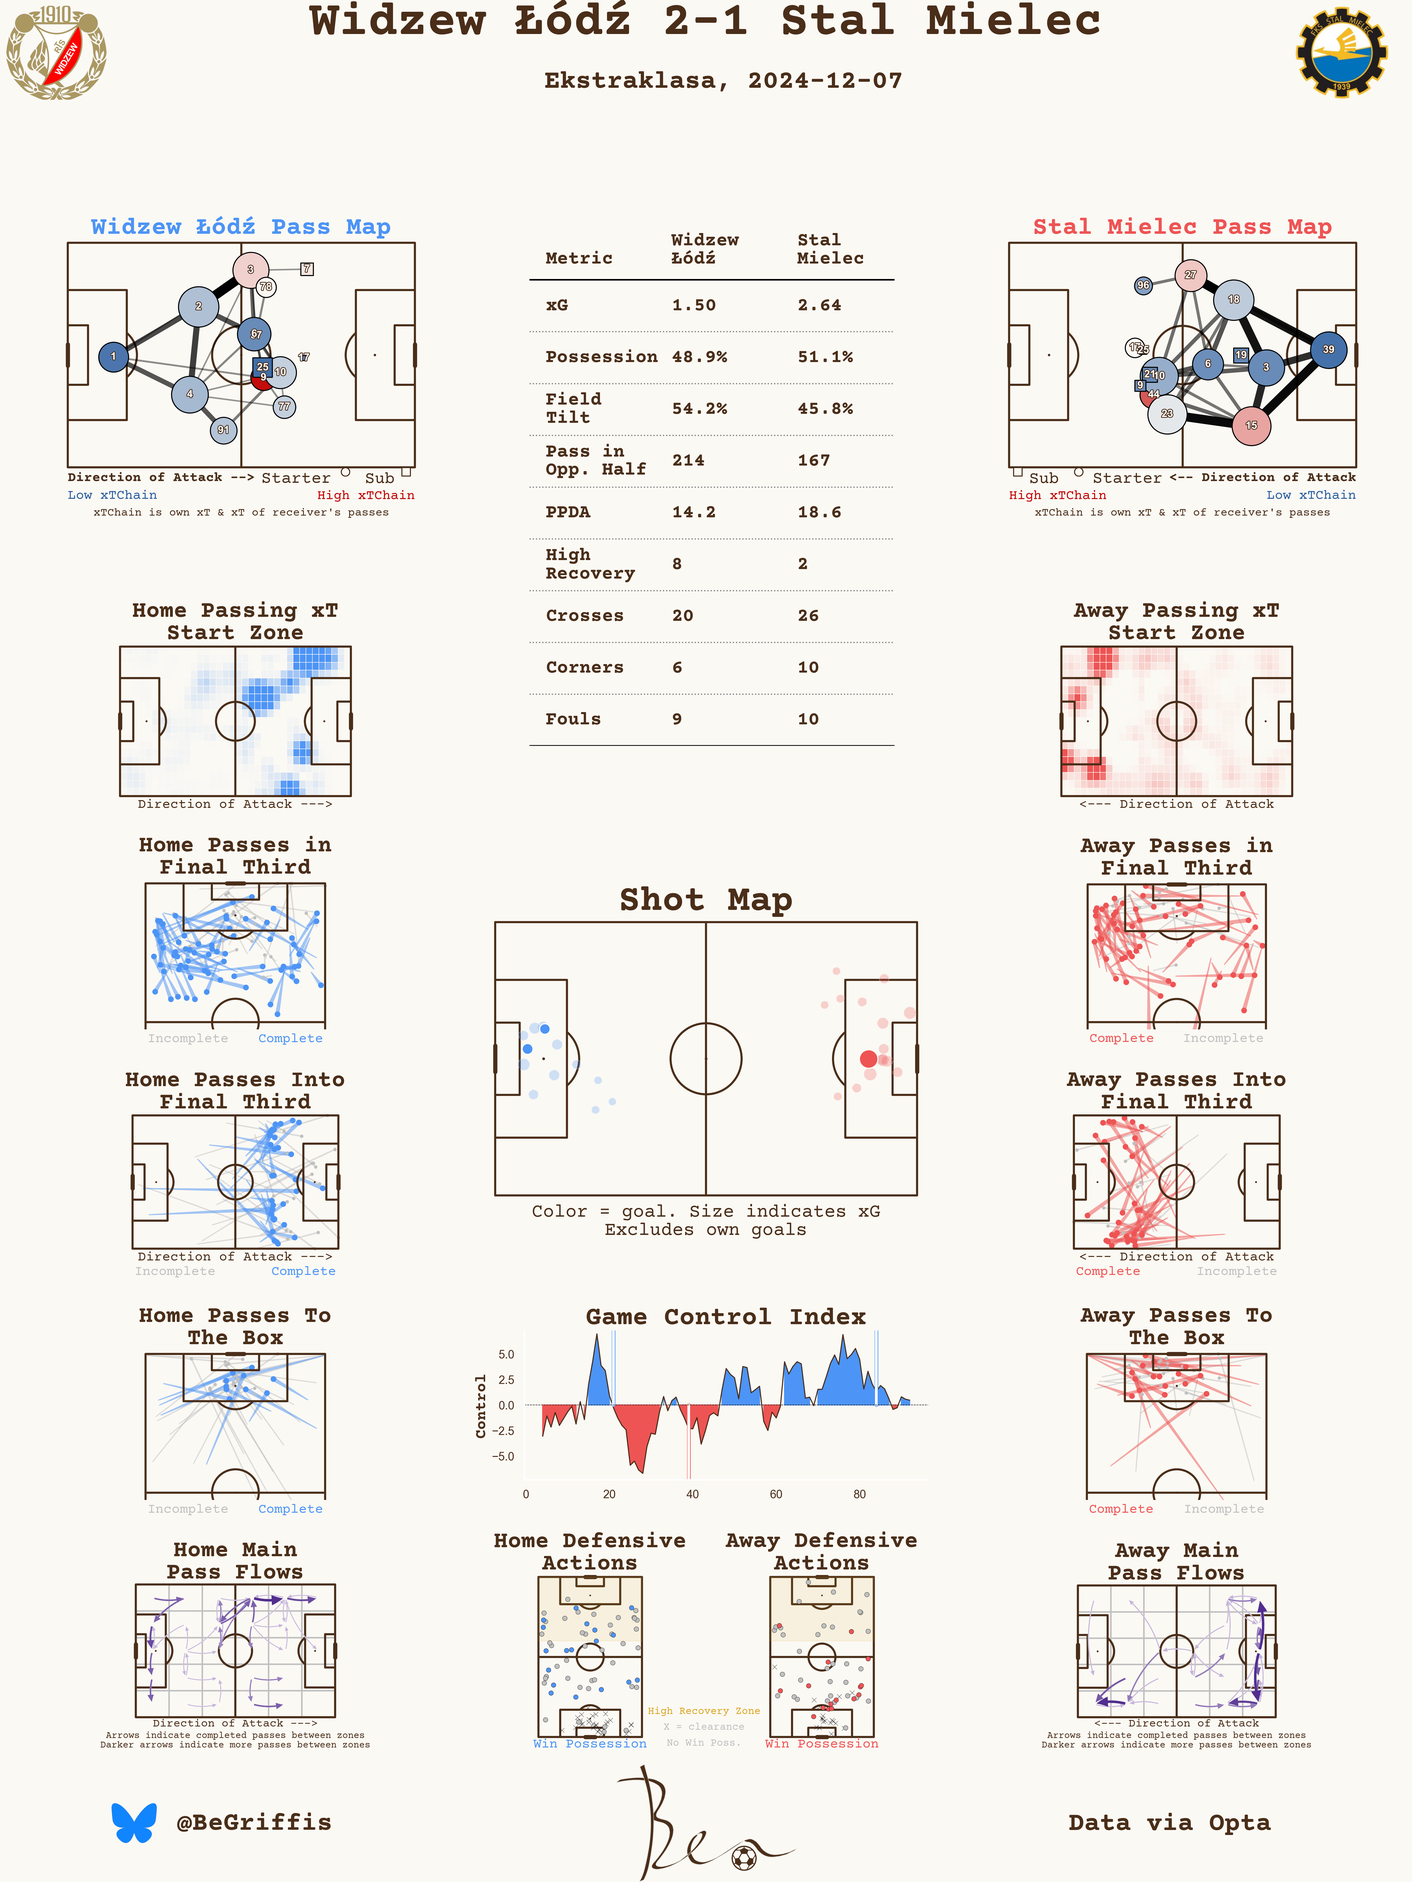 Widzew Łódź 2-1 Stal Mielec
Ekstraklasa, 2024-12-07
1910
RTS
WIDZEW
FKS STAL MIELEC
1939
Widzew Łódź Pass Map
3
7
78
2
1
25
17
9
10
4
77
91
Direction of Attack --> Starter Sub
Low xTChain High xTChain
xTChain is own xT & xT of receiver's passes
Metric Widzew Łódź Stal Mielec
xG 1.50 2.64
Possession 48.9% 51.1%
Field Tilt 54.2% 45.8%
Pass in Opp. Half 214 167
PPDA 14.2 18.6
High Recovery 8 2
Crosses 20 26
Corners 6 10
Fouls 9 10
Stal Mielec Pass Map
27
96
18
39
6
19
3
21
10
9
44
23
15
Sub Starter <-- Direction of Attack
High xTChain Low xTChain
xTChain is own xT & xT of receiver's passes
Home Passing xT
Start Zone
Direction of Attack --->
Away Passing xT
Start Zone
<--- Direction of Attack
Home Passes in
Final Third
Incomplete Complete
Away Passes in
Final Third
Complete Incomplete
Shot Map
Color = goal. Size indicates xG
Excludes own goals
Home Passes Into
Final Third
Direction of Attack --->
Incomplete Complete
Away Passes Into
Final Third
<--- Direction of Attack
Complete Incomplete
Home Passes To
The Box
Incomplete Complete
Game Control Index
Control
5.0
2.5
0.0
−2.5
−5.0
0 20 40 60 80
Away Passes To
The Box
Complete Incomplete
Home Main
Pass Flows
Direction of Attack --->
Arrows indicate completed passes between zones
Darker arrows indicate more passes between zones
Home Defensive
Actions
Win Possession
High Recovery Zone
X = clearance
No Win Poss.
Away Defensive
Actions
Win Possession
Away Main
Pass Flows
<--- Direction of Attack
Arrows indicate completed passes between zones
Darker arrows indicate more passes between zones
@BeGriffis
Ben
Data via Opta